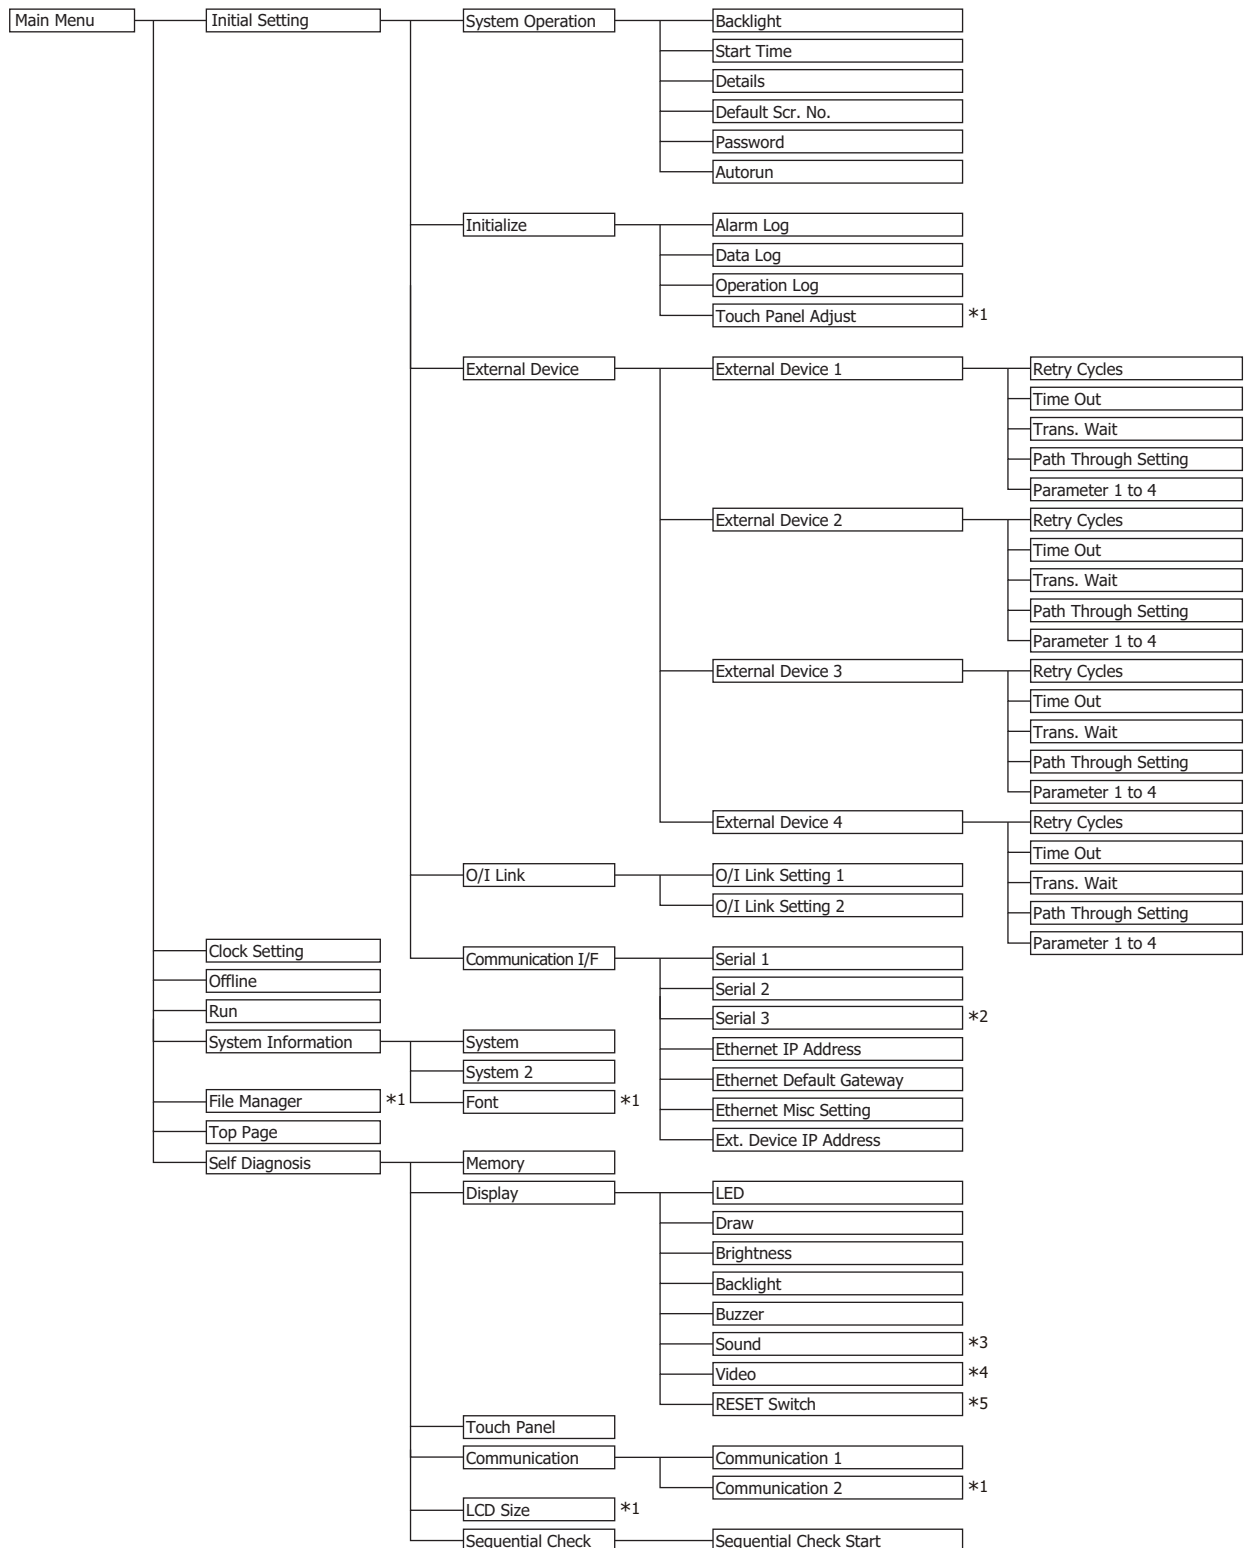 Main Menu
Initial Setting
System Operation
Backlight
Start Time
Details
Default Scr. No.
Password
Autorun
Initialize
Alarm Log
Data Log
Operation Log
Touch Panel Adjust *1
External Device
External Device 1
Retry Cycles
Time Out
Trans. Wait
Path Through Setting
Parameter 1 to 4
External Device 2
Retry Cycles
Time Out
Trans. Wait
Path Through Setting
Parameter 1 to 4
External Device 3
Retry Cycles
Time Out
Trans. Wait
Path Through Setting
Parameter 1 to 4
External Device 4
Retry Cycles
Time Out
Trans. Wait
Path Through Setting
Parameter 1 to 4
O/I Link
O/I Link Setting 1
O/I Link Setting 2
Communication I/F
Serial 1
Serial 2
Serial 3 *2
Ethernet IP Address
Ethernet Default Gateway
Ethernet Misc Setting
Ext. Device IP Address
Clock Setting
Offline
Run
System Information
System
System 2
Font *1
File Manager *1
Top Page
Self Diagnosis
Memory
Display
LED
Draw
Brightness
Backlight
Buzzer
Sound *3
Video *4
RESET Switch *5
Touch Panel
Communication
Communication 1
Communication 2 *1
LCD Size *1
Sequential Check
Sequential Check Start